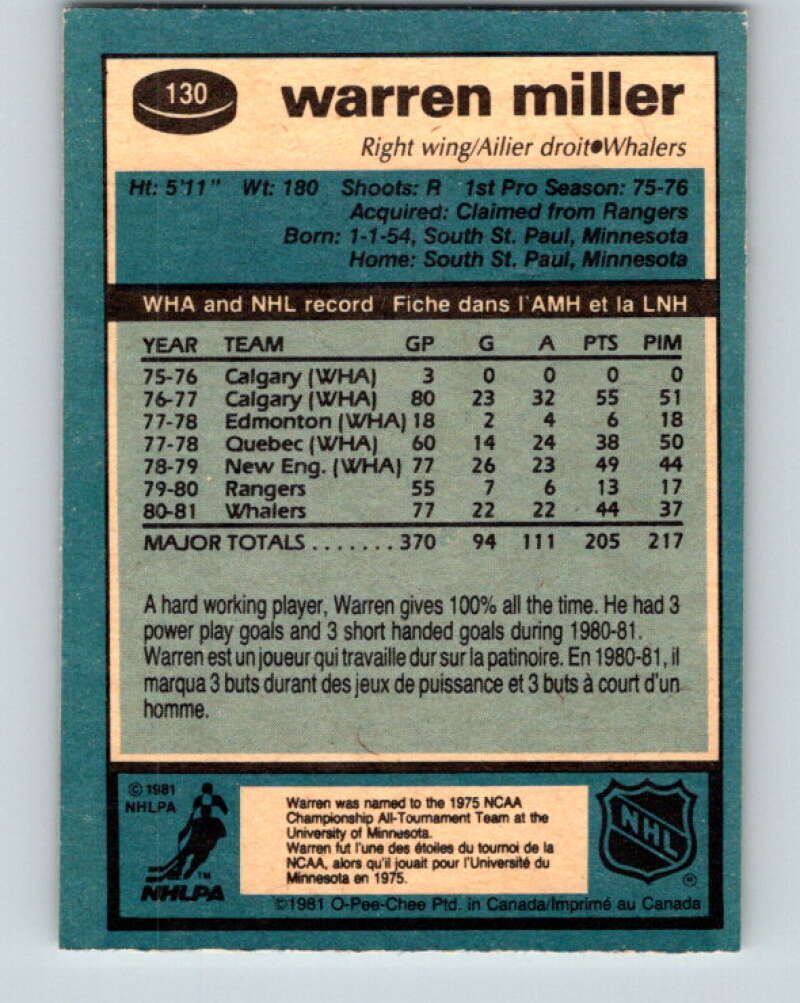 130
warren miller
Right wing/Ailier droit•Whalers
Ht: 5'11" Wt: 180 Shoots: R 1st Pro Season: 75-76
Acquired: Claimed from Rangers
Born: 1-1-54, South St. Paul, Minnesota
Home: South St. Paul, Minnesota
WHA and NHL record / Fiche dans l'AMH et la LNH
YEAR TEAM GP G A PTS PIM
75-76 Calgary (WHA) 3 0 0 0 0
76-77 Calgary (WHA) 80 23 32 55 51
77-78 Edmonton (WHA) 18 2 4 6 18
77-78 Quebec (WHA) 60 14 24 38 50
78-79 New Eng. (WHA) 77 26 23 49 44
79-80 Rangers 55 7 6 13 17
80-81 Whalers 77 22 22 44 37
MAJOR TOTALS . . . . . . . 370 94 111 205 217
A hard working player, Warren gives 100% all the time. He had 3
power play goals and 3 short handed goals during 1980-81.
Warren est un joueur qui travaille dur sur la patinoire. En 1980-81, il
marqua 3 buts durant des jeux de puissance et 3 buts à court d'un
homme.
© 1981
NHLPA
TM
NHLPA
Warren was named to the 1975 NCAA
Championship All-Tournament Team at the
University of Minnesota.
Warren fut l'une des étoiles du tournoi de la
NCAA, alors qu'il jouait pour l'Université du
Minnesota en 1975.
NHL
©1981 O-Pee-Chee Ptd. in Canada/Imprimé au Canada